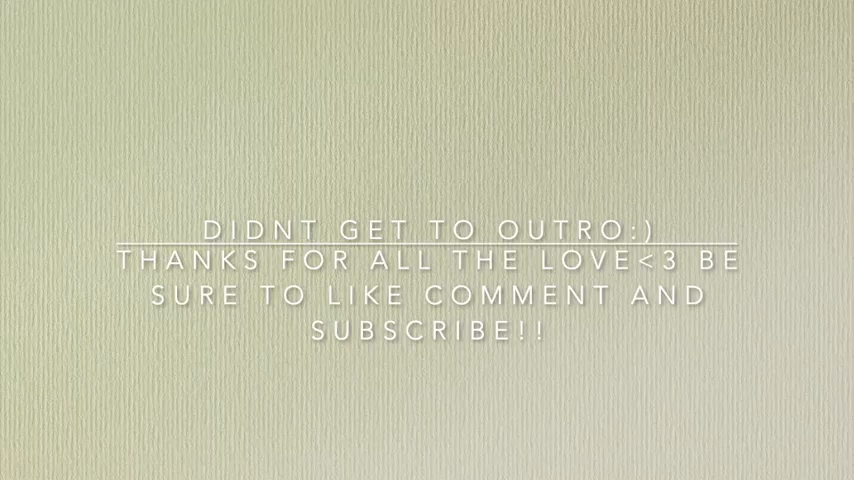 DIDNT GET TO OUTRO:)
THANKS FOR ALL THE LOVE<3 BE
SURE TO LIKE COMMENT AND
SUBSCRIBE!!